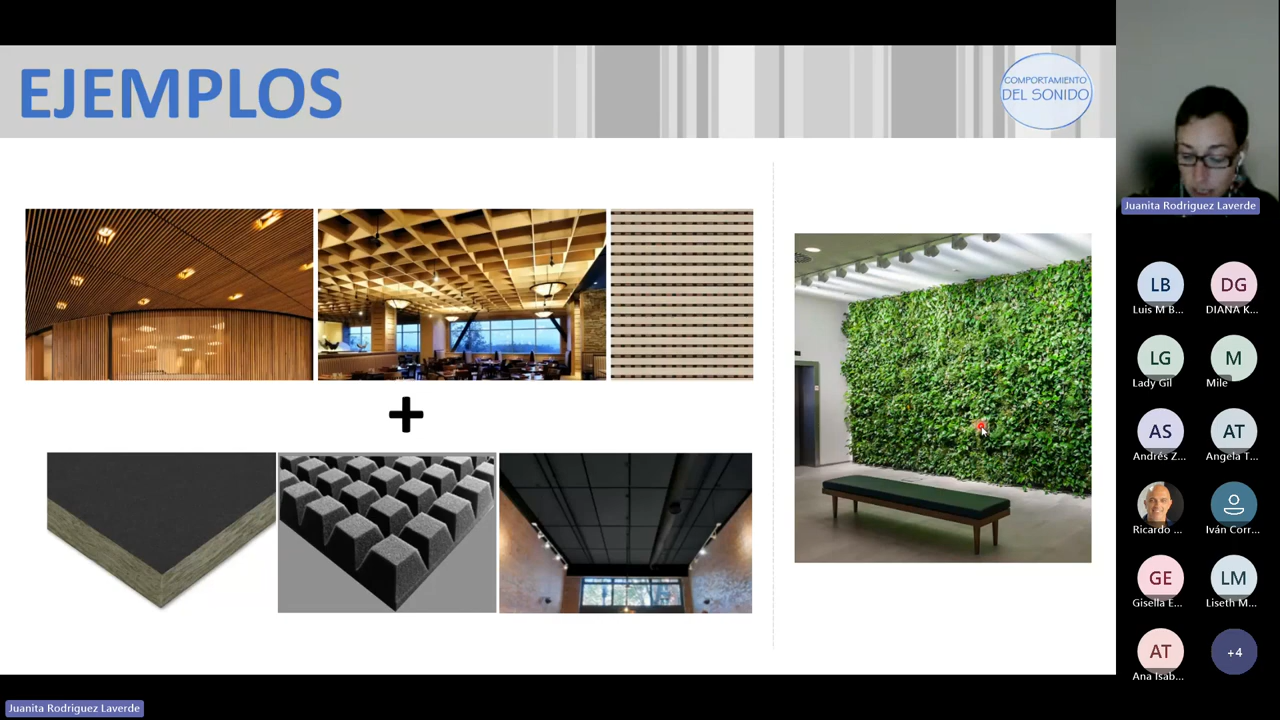 EJEMPLOS
COMPORTAMIENTO
DEL SONIDO
Juanita Rodriguez Laverde
LB
DG
Luis M B...
DIANA K...
LG
M
Lady Gil
Mile
AS
AT
Andrés Z...
Angela T...
Ricardo ...
Iván Corr...
GE
LM
Gisella E...
Liseth M...
AT
+4
Ana Isab...
Juanita Rodriguez Laverde